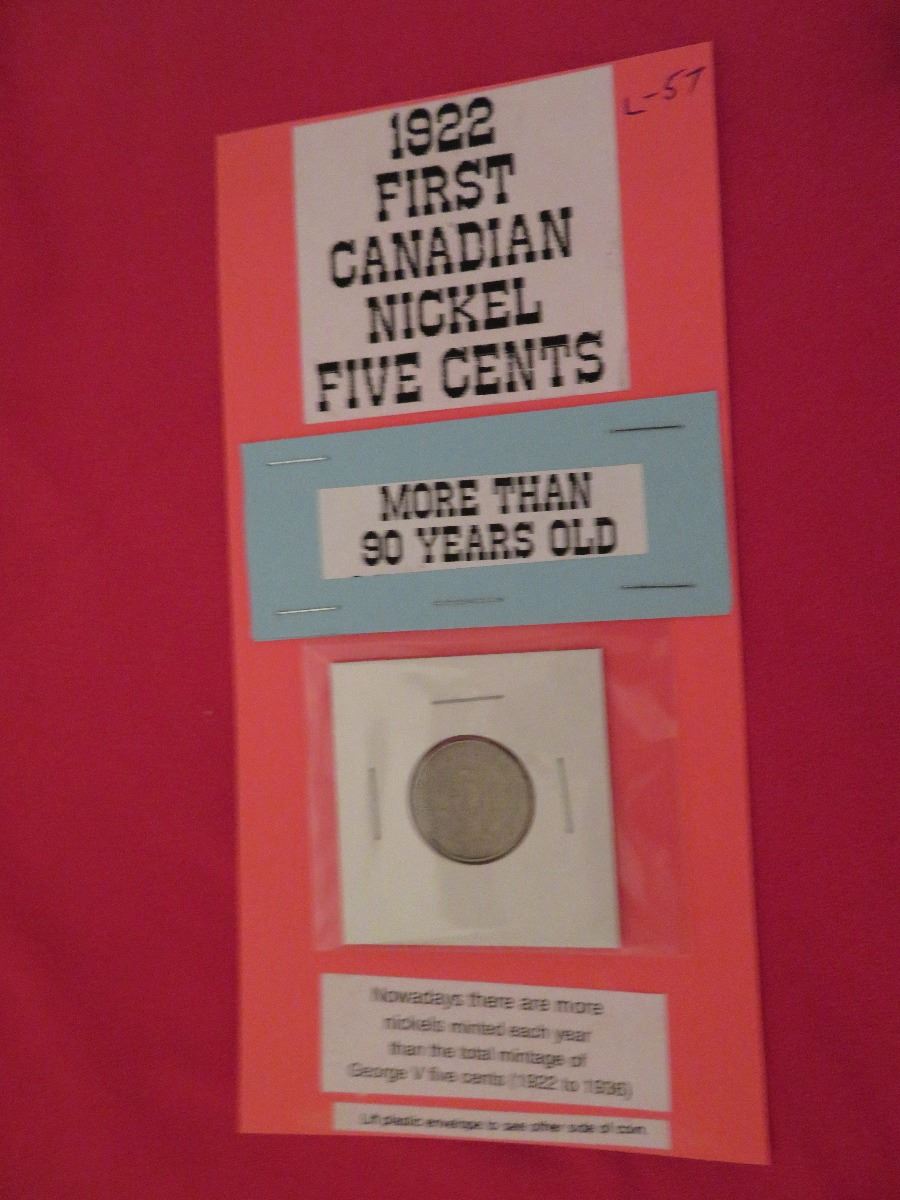 L-57
1922
FIRST
CANADIAN
NICKEL
FIVE CENTS
MORE THAN
90 YEARS OLD
Nowadays there are more
nickels minted each year
than the total mintage of
George V five cents (1922 to 1936)
Lift plastic envelope to see other side of coin